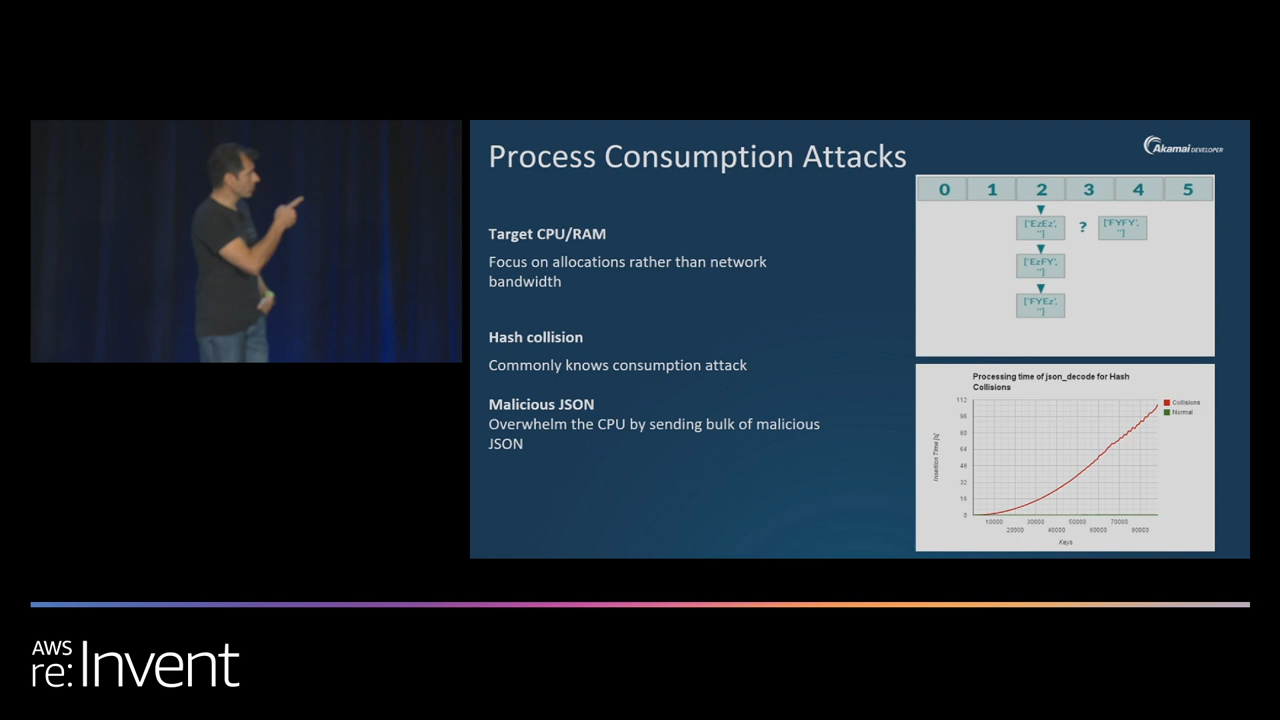 Process Consumption Attacks
Akamai DEVELOPER
Target CPU/RAM
Focus on allocations rather than network
bandwidth
Hash collision
Commonly knows consumption attack
Malicious JSON
Overwhelm the CPU by sending bulk of malicious
JSON
0 1 2 3 4 5
['EzEz',
'']
?
['FYFY',
'']
['EzFY',
'']
['FYEz',
'']
Processing time of json_decode for Hash
Collisions
Collisions
Normal
Insertion Time [s]
112
96
80
64
48
32
16
0
10000 30000 50000 70000
20000 40000 60000 80000
Keys
AWS
re:Invent